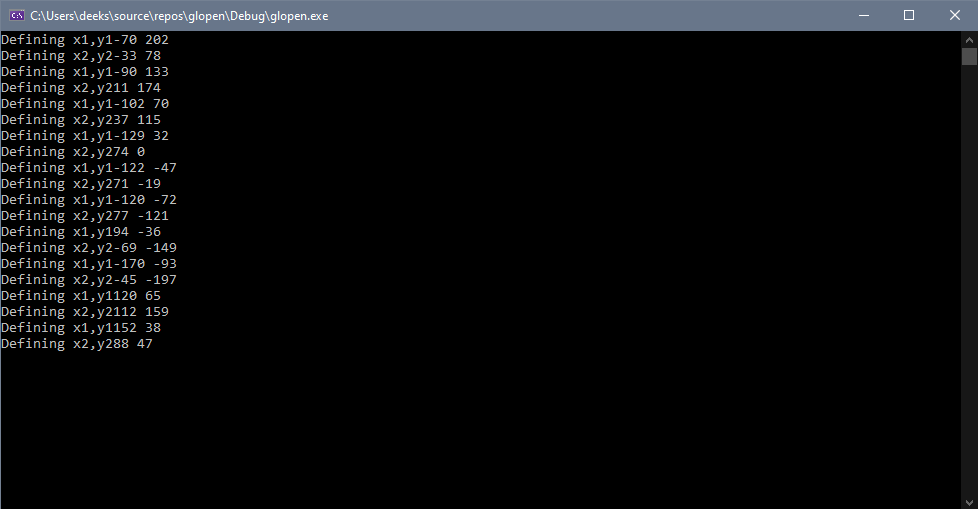 C:\Users\deeks\source\repos\glopen\Debug\glopen.exe
Defining x1,y1-70 202
Defining x2,y2-33 78
Defining x1,y1-90 133
Defining x2,y211 174
Defining x1,y1-102 70
Defining x2,y237 115
Defining x1,y1-129 32
Defining x2,y274 0
Defining x1,y1-122 -47
Defining x2,y271 -19
Defining x1,y1-120 -72
Defining x2,y277 -121
Defining x1,y194 -36
Defining x2,y2-69 -149
Defining x1,y1-170 -93
Defining x2,y2-45 -197
Defining x1,y1120 65
Defining x2,y2112 159
Defining x1,y1152 38
Defining x2,y288 47